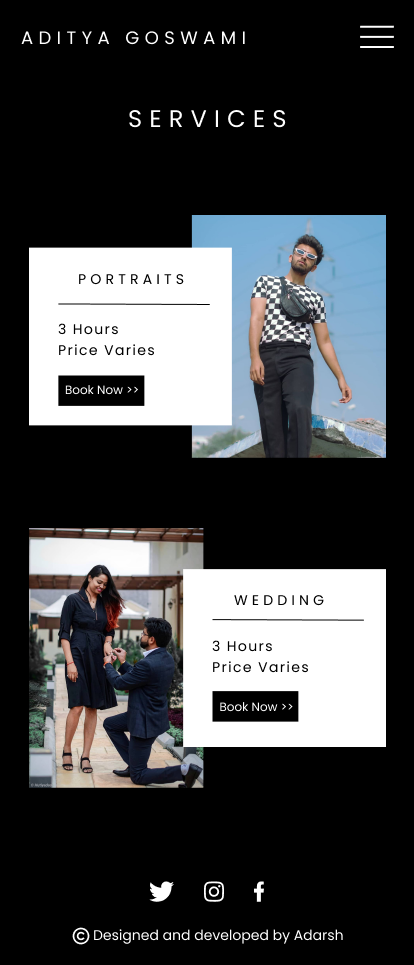 ADITYA GOSWAMI
SERVICES
PORTRAITS
3 Hours
Price Varies
Book Now >>
WEDDING
3 Hours
Price Varies
Book Now >>
© Designed and developed by Adarsh